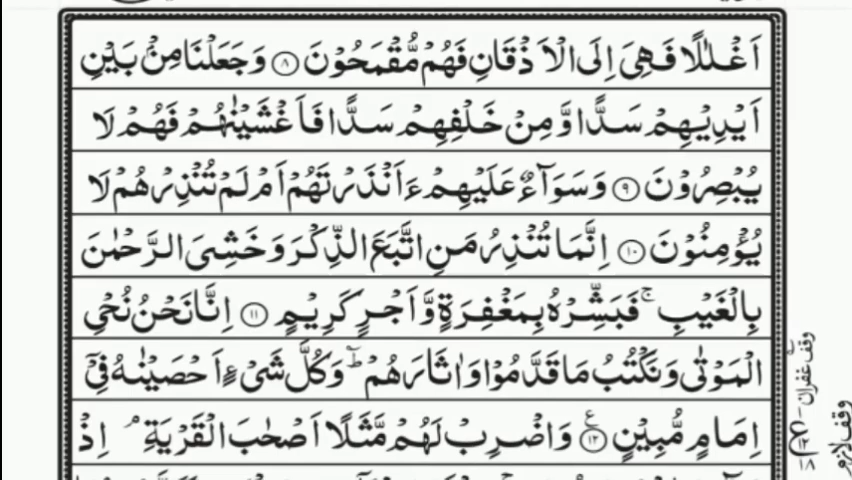 اَغْلٰلًا فَهِیَ اِلَی الْاَذْقَانِ فَهُمْ مُّقْمَحُوْنَ ۸ وَ جَعَلْنَا مِنْۢ بَیْنِ
اَیْدِیْهِمْ سَدًّا وَّ مِنْ خَلْفِهِمْ سَدًّا فَاَغْشَیْنٰهُمْ فَهُمْ لَا
یُبْصِرُوْنَ ۹ وَ سَوَآءٌ عَلَیْهِمْ ءَاَنْذَرْتَهُمْ اَمْ لَمْ تُنْذِرْهُمْ لَا
یُؤْمِنُوْنَ ۱۰ اِنَّمَا تُنْذِرُ مَنِ اتَّبَعَ الذِّكْرَ وَ خَشِیَ الرَّحْمٰنَ
بِالْغَیْبِ ۚ فَبَشِّرْهُ بِمَغْفِرَةٍ وَّ اَجْرٍ كَرِیْمٍ ۱۱ اِنَّا نَحْنُ نُحْیِ
الْمَوْتٰی وَ نَكْتُبُ مَا قَدَّمُوْا وَ اٰثَارَهُمْ ؕ وَ كُلَّ شَیْءٍ اَحْصَیْنٰهُ فِیْۤ
اِمَامٍ مُّبِیْنٍ ۱۲ ع وَ اضْرِبْ لَهُمْ مَّثَلًا اَصْحٰبَ الْقَرْیَةِ ۘ اِذْ
وقف غفران
وقف لازم